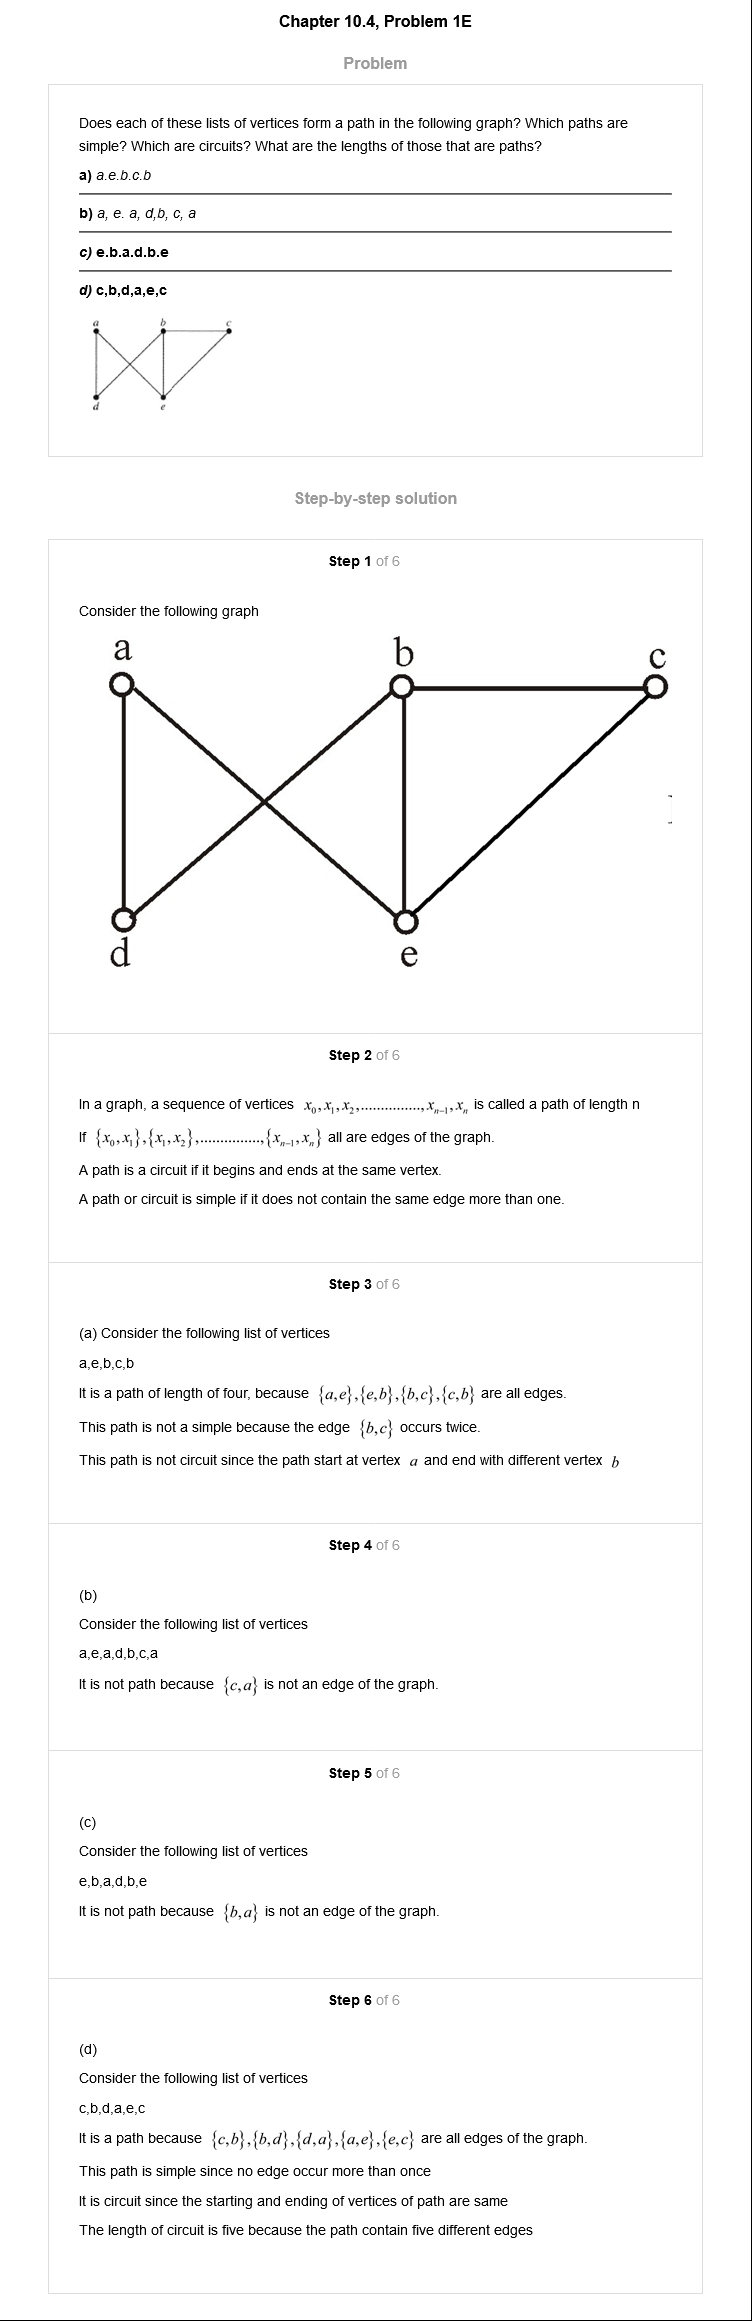 Chapter 10.4, Problem 1E
Problem
Does each of these lists of vertices form a path in the following graph? Which paths are
simple? Which are circuits? What are the lengths of those that are paths?
a) a.e.b.c.b
b) a, e. a, d,b, c, a
c) e.b.a.d.b.e
d) c,b,d,a,e,c
a b c
d e
Step-by-step solution
Step 1 of 6
Consider the following graph
a b c
d e
Step 2 of 6
In a graph, a sequence of vertices x₀,x₁,x₂,................,xₙ₋₁,xₙ is called a path of length n
If {x₀,x₁},{x₁,x₂},................,{xₙ₋₁,xₙ} all are edges of the graph.
A path is a circuit if it begins and ends at the same vertex.
A path or circuit is simple if it does not contain the same edge more than one.
Step 3 of 6
(a) Consider the following list of vertices
a,e,b,c,b
It is a path of length of four, because {a,e},{e,b},{b,c},{c,b} are all edges.
This path is not a simple because the edge {b,c} occurs twice.
This path is not circuit since the path start at vertex a and end with different vertex b
Step 4 of 6
(b)
Consider the following list of vertices
a,e,a,d,b,c,a
It is not path because {c,a} is not an edge of the graph.
Step 5 of 6
(c)
Consider the following list of vertices
e,b,a,d,b,e
It is not path because {b,a} is not an edge of the graph.
Step 6 of 6
(d)
Consider the following list of vertices
c,b,d,a,e,c
It is a path because {c,b},{b,d},{d,a},{a,e},{e,c} are all edges of the graph.
This path is simple since no edge occur more than once
It is circuit since the starting and ending of vertices of path are same
The length of circuit is five because the path contain five different edges